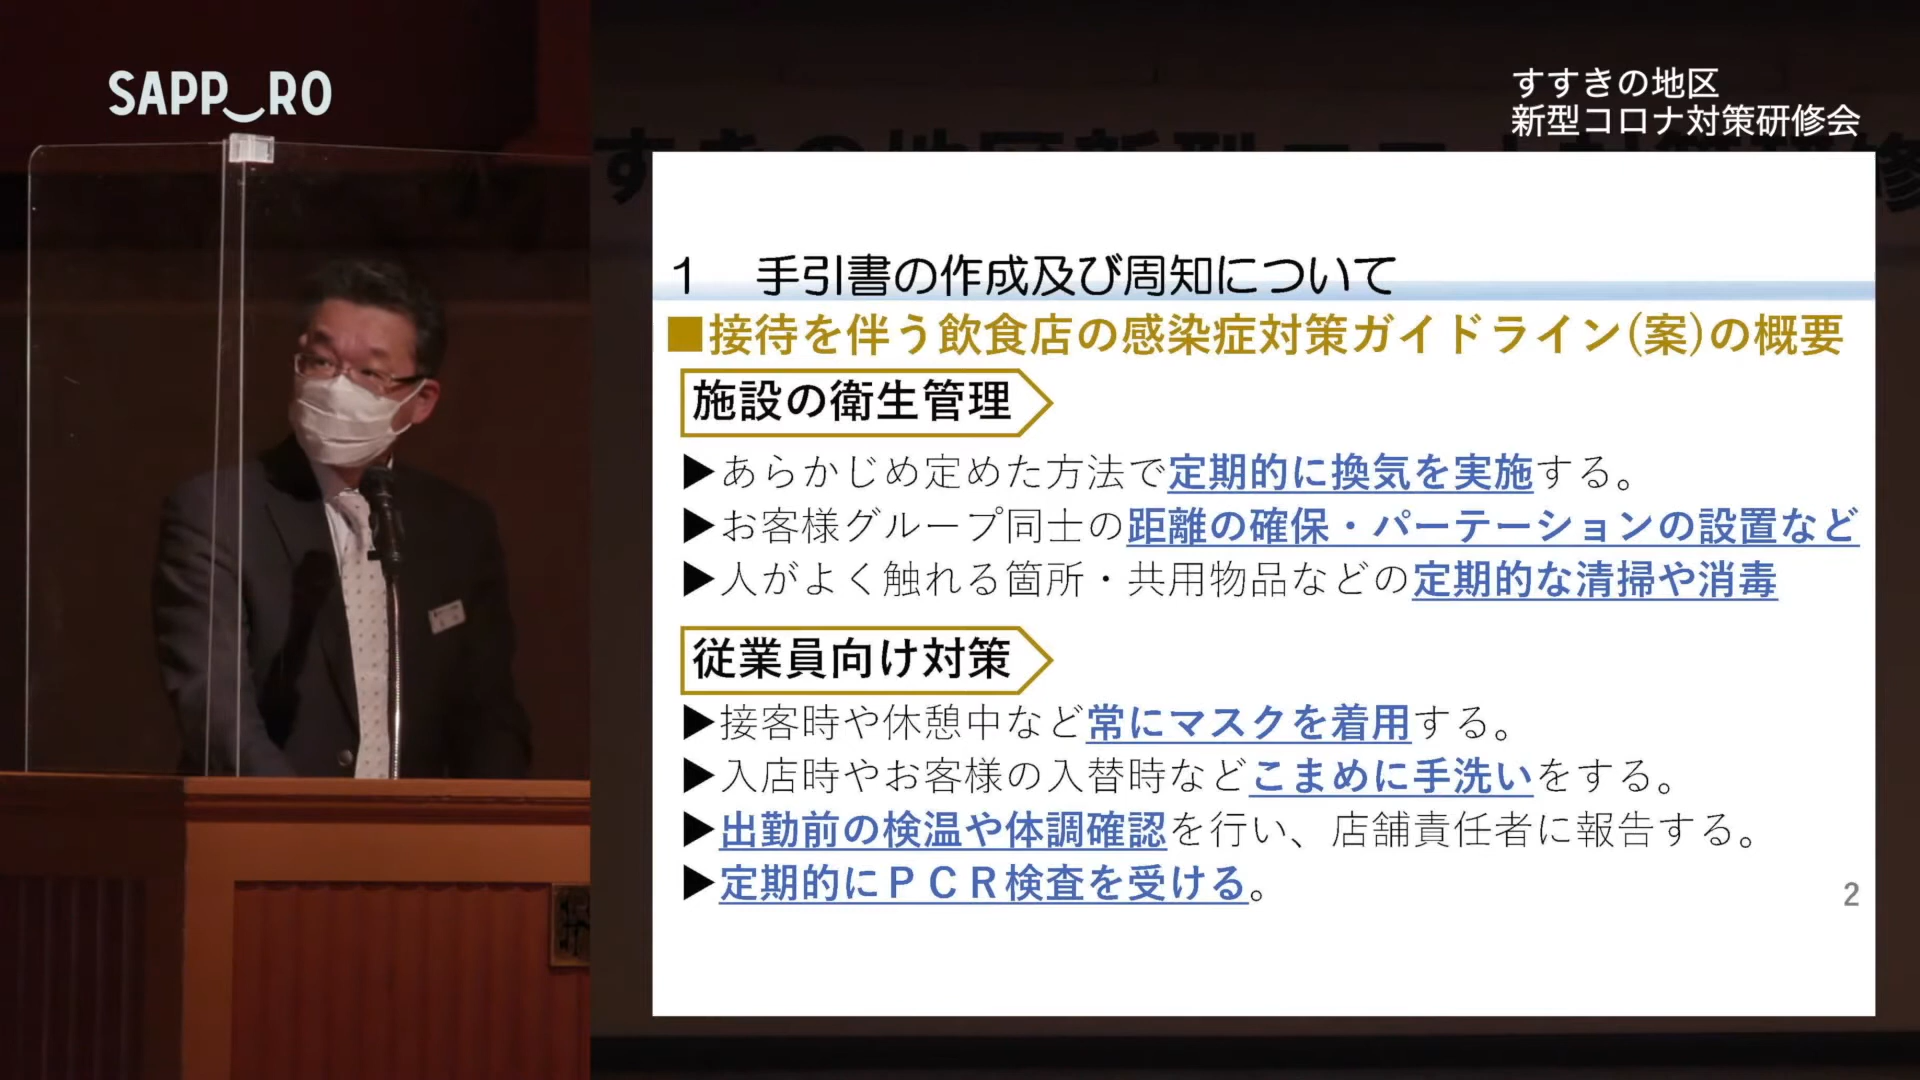 SAPP_RO
すすきの地区
新型コロナ対策研修会
1 手引書の作成及び周知について
■接待を伴う飲食店の感染症対策ガイドライン(案)の概要
施設の衛生管理
▶あらかじめ定めた方法で定期的に換気を実施する。
▶お客様グループ同士の距離の確保・パーテーションの設置など
▶人がよく触れる箇所・共用物品などの定期的な清掃や消毒
従業員向け対策
▶接客時や休憩中など常にマスクを着用する。
▶入店時やお客様の入替時などこまめに手洗いをする。
▶出勤前の検温や体調確認を行い、店舗責任者に報告する。
▶定期的にＰＣＲ検査を受ける。
2